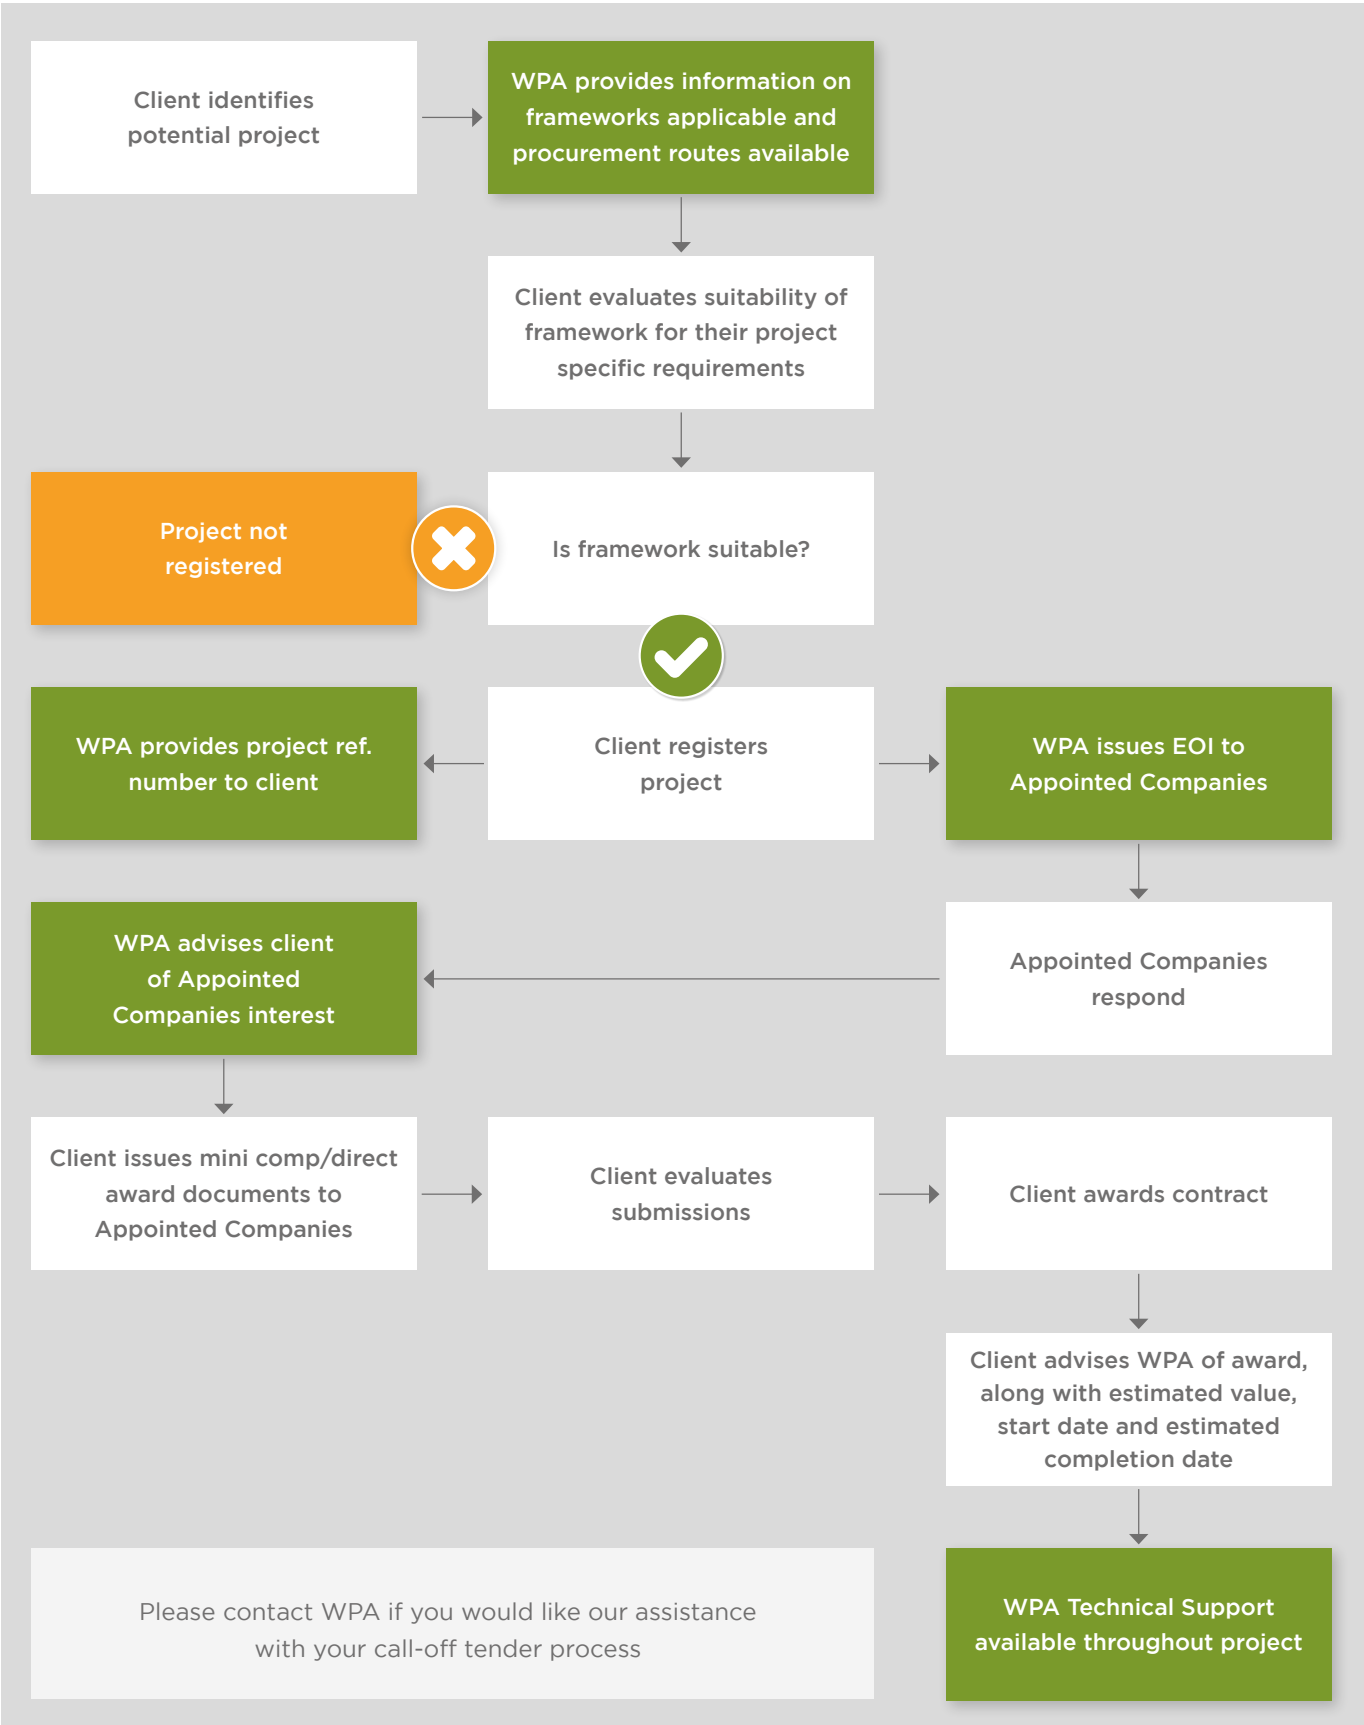 Client identifies
potential project
WPA provides information on
frameworks applicable and
procurement routes available
Client evaluates suitability of
framework for their project
specific requirements
Project not
registered
Is framework suitable?
WPA provides project ref.
number to client
Client registers
project
WPA issues EOI to
Appointed Companies
WPA advises client
of Appointed
Companies interest
Appointed Companies
respond
Client issues mini comp/direct
award documents to
Appointed Companies
Client evaluates
submissions
Client awards contract
Client advises WPA of award,
along with estimated value,
start date and estimated
completion date
Please contact WPA if you would like our assistance
with your call-off tender process
WPA Technical Support
available throughout project